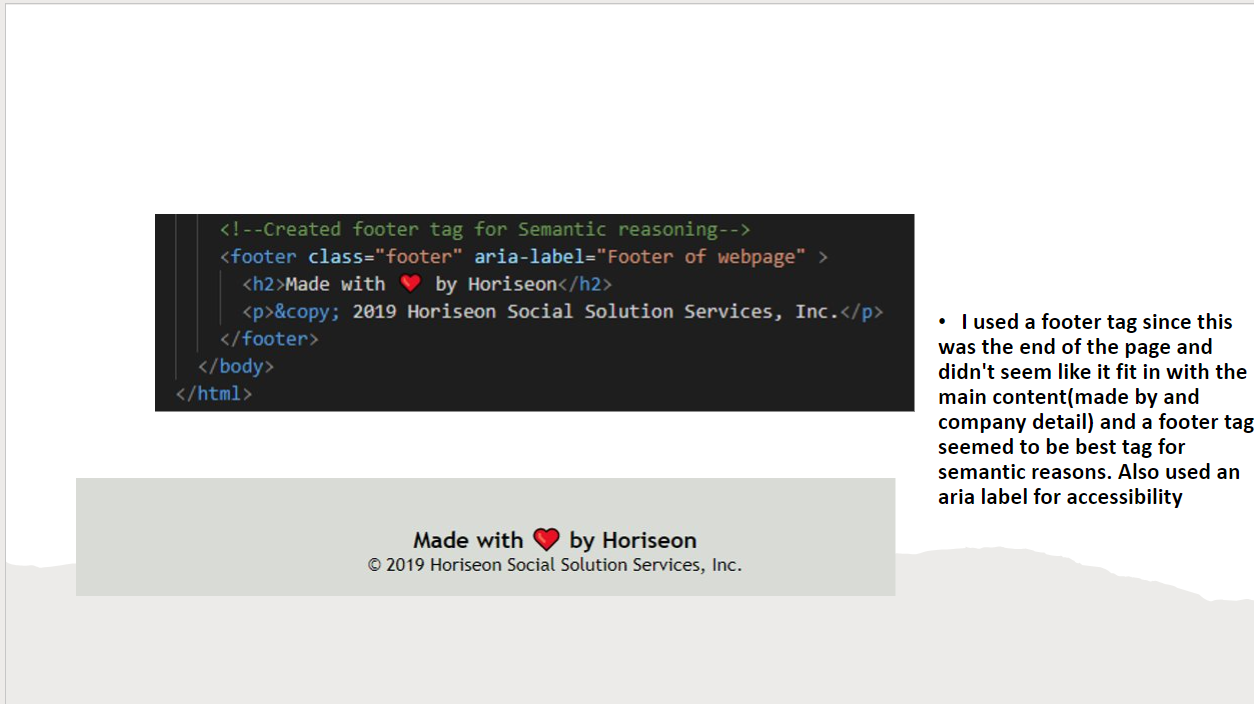 <!--Created footer tag for Semantic reasoning-->
<footer class="footer" aria-label="Footer of webpage" >
<h2>Made with ❤️ by Horiseon</h2>
<p>&copy; 2019 Horiseon Social Solution Services, Inc.</p>
</footer>
</body>
</html>
• I used a footer tag since this
was the end of the page and
didn't seem like it fit in with the
main content(made by and
company detail) and a footer tag
seemed to be best tag for
semantic reasons. Also used an
aria label for accessibility
Made with ❤️ by Horiseon
© 2019 Horiseon Social Solution Services, Inc.